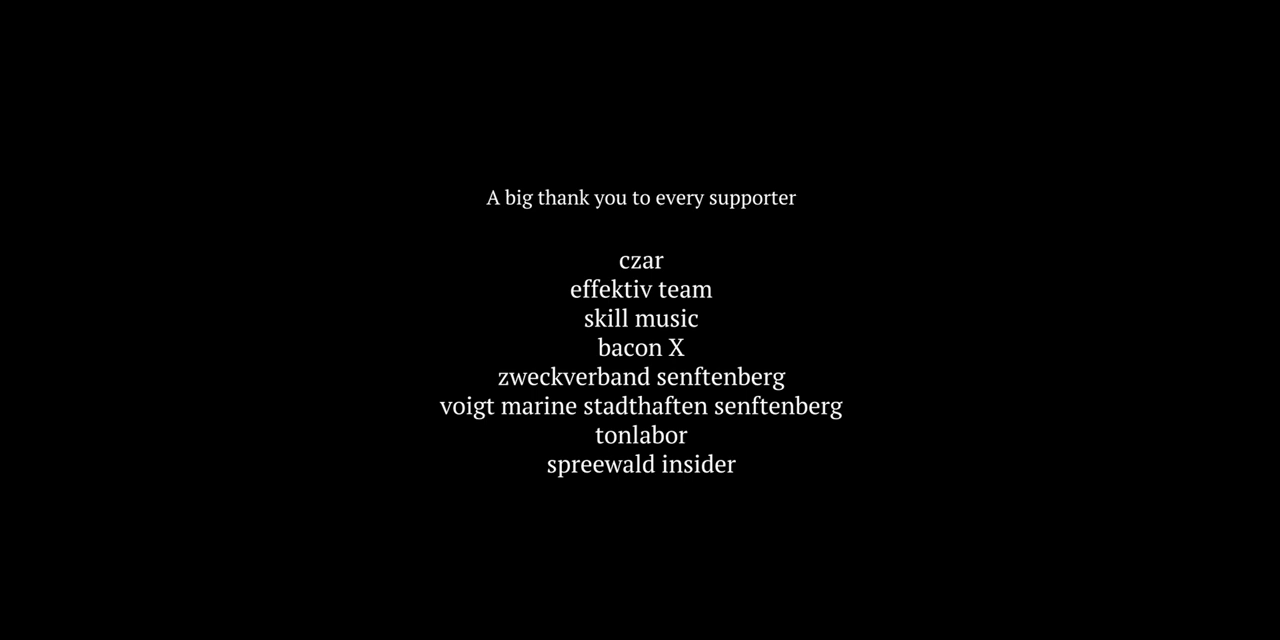 A big thank you to every supporter
czar
effektiv team
skill music
bacon X
zweckverband senftenberg
voigt marine stadthaften senftenberg
tonlabor
spreewald insider